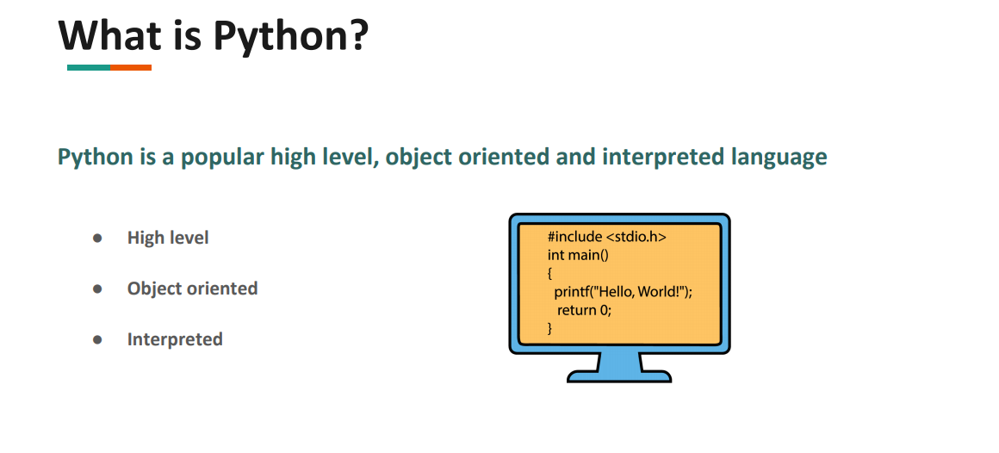 What is Python?
Python is a popular high level, object oriented and interpreted language
● High level
● Object oriented
● Interpreted
#include <stdio.h>
int main()
{
printf("Hello, World!");
return 0;
}